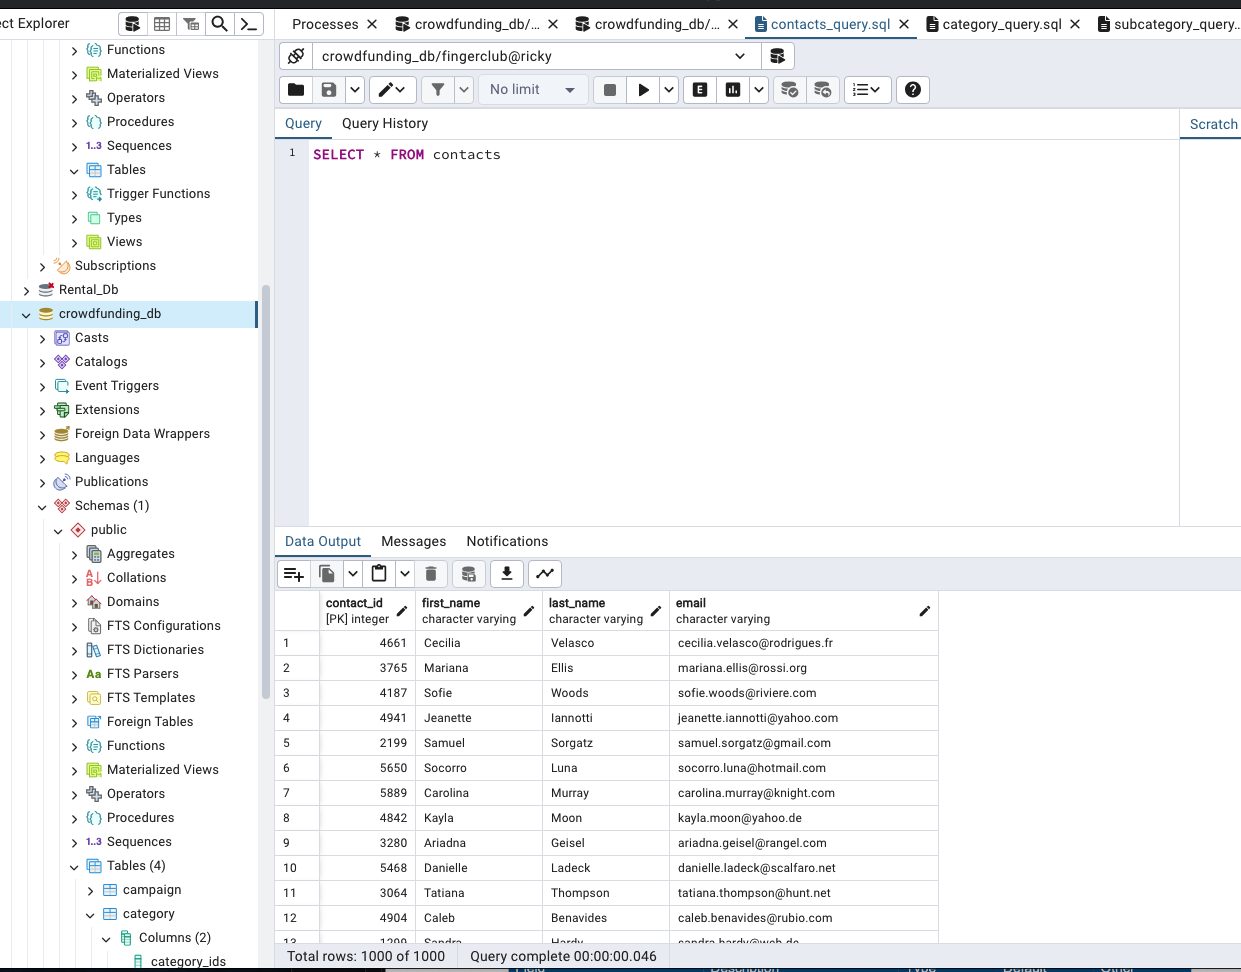 ect Explorer
Processes
crowdfunding_db/...
crowdfunding_db/...
contacts_query.sql
category_query.sql
subcategory_query...
crowdfunding_db/fingerclub@ricky
No limit
E
Query
Query History
Scratch
1
SELECT * FROM contacts
Functions
Materialized Views
Operators
Procedures
1..3 Sequences
Tables
Trigger Functions
Types
Views
Subscriptions
Rental_Db
crowdfunding_db
Casts
Catalogs
Event Triggers
Extensions
Foreign Data Wrappers
Languages
Publications
Schemas (1)
public
Aggregates
Collations
Domains
FTS Configurations
FTS Dictionaries
Aa FTS Parsers
FTS Templates
Foreign Tables
Functions
Materialized Views
Operators
Procedures
1..3 Sequences
Tables (4)
campaign
category
Columns (2)
category_ids
Data Output
Messages
Notifications
contact_id [PK] integer
first_name character varying
last_name character varying
email character varying
1 4661 Cecilia Velasco cecilia.velasco@rodrigues.fr
2 3765 Mariana Ellis mariana.ellis@rossi.org
3 4187 Sofie Woods sofie.woods@riviere.com
4 4941 Jeanette Iannotti jeanette.iannotti@yahoo.com
5 2199 Samuel Sorgatz samuel.sorgatz@gmail.com
6 5650 Socorro Luna socorro.luna@hotmail.com
7 5889 Carolina Murray carolina.murray@knight.com
8 4842 Kayla Moon kayla.moon@yahoo.de
9 3280 Ariadna Geisel ariadna.geisel@rangel.com
10 5468 Danielle Ladeck danielle.ladeck@scalfaro.net
11 3064 Tatiana Thompson tatiana.thompson@hunt.net
12 4904 Caleb Benavides caleb.benavides@rubio.com
13 1299 Sandra Hardy sandra.hardy@web.de
Total rows: 1000 of 1000
Query complete 00:00:00.046